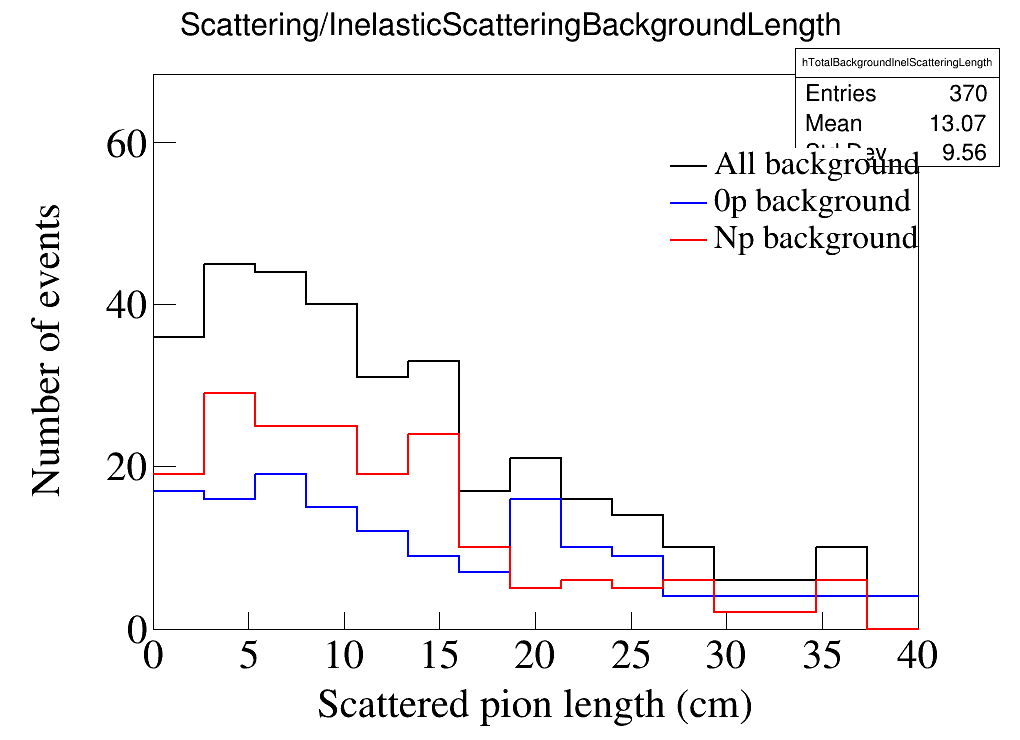 Scattering/InelasticScatteringBackgroundLength
hTotalBackgroundInelScatteringLength
Entries 370
Mean 13.07
9.56
All background
0p background
Np background
Number of events
60
40
20
0
0 5 10 15 20 25 30 35 40
Scattered pion length (cm)